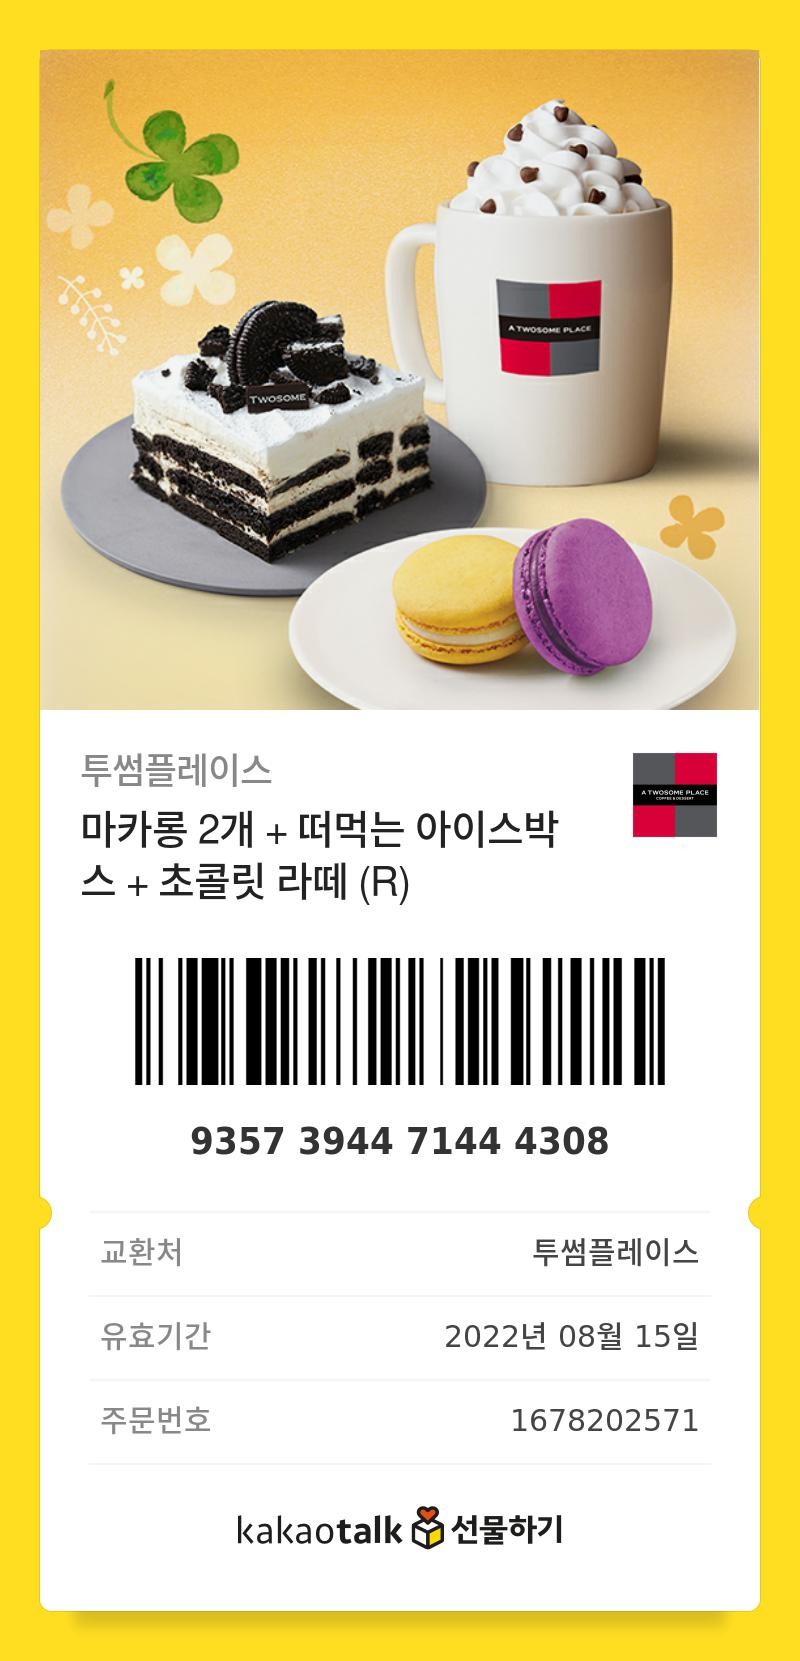 A TWOSOME PLACE
TWOSOME
투썸플레이스
A TWOSOME PLACE
COFFEE & DESSERT
마카롱 2개 + 떠먹는 아이스박
스 + 초콜릿 라떼 (R)
9357 3944 7144 4308
교환처 투썸플레이스
유효기간 2022년 08월 15일
주문번호 1678202571
kakaotalk 선물하기